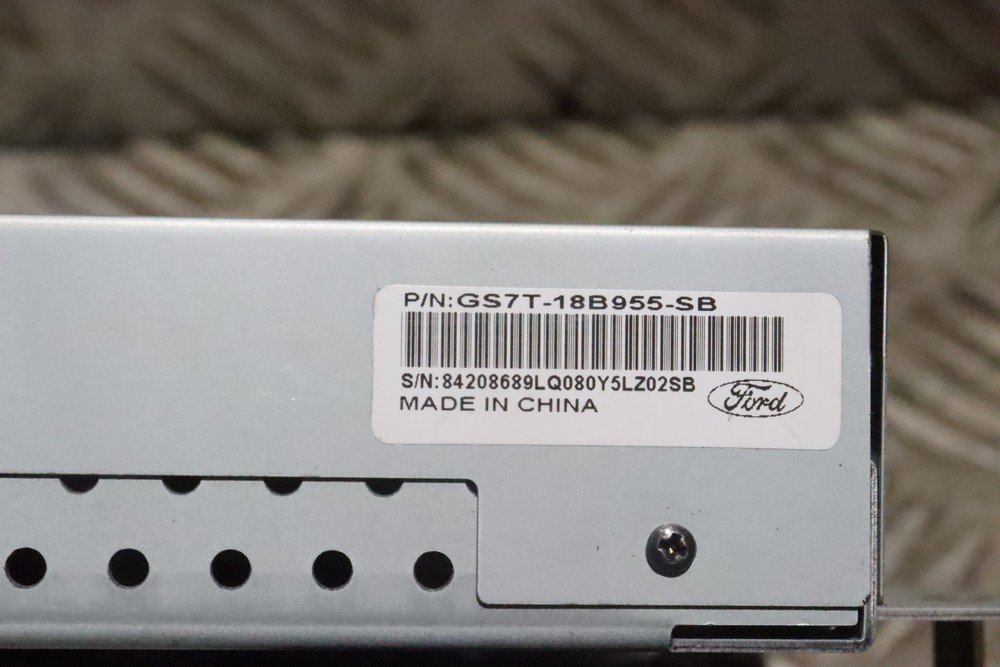 P/N:GS7T-18B955-SB
S/N:84208689LQ080Y5LZ02SB
MADE IN CHINA
Ford